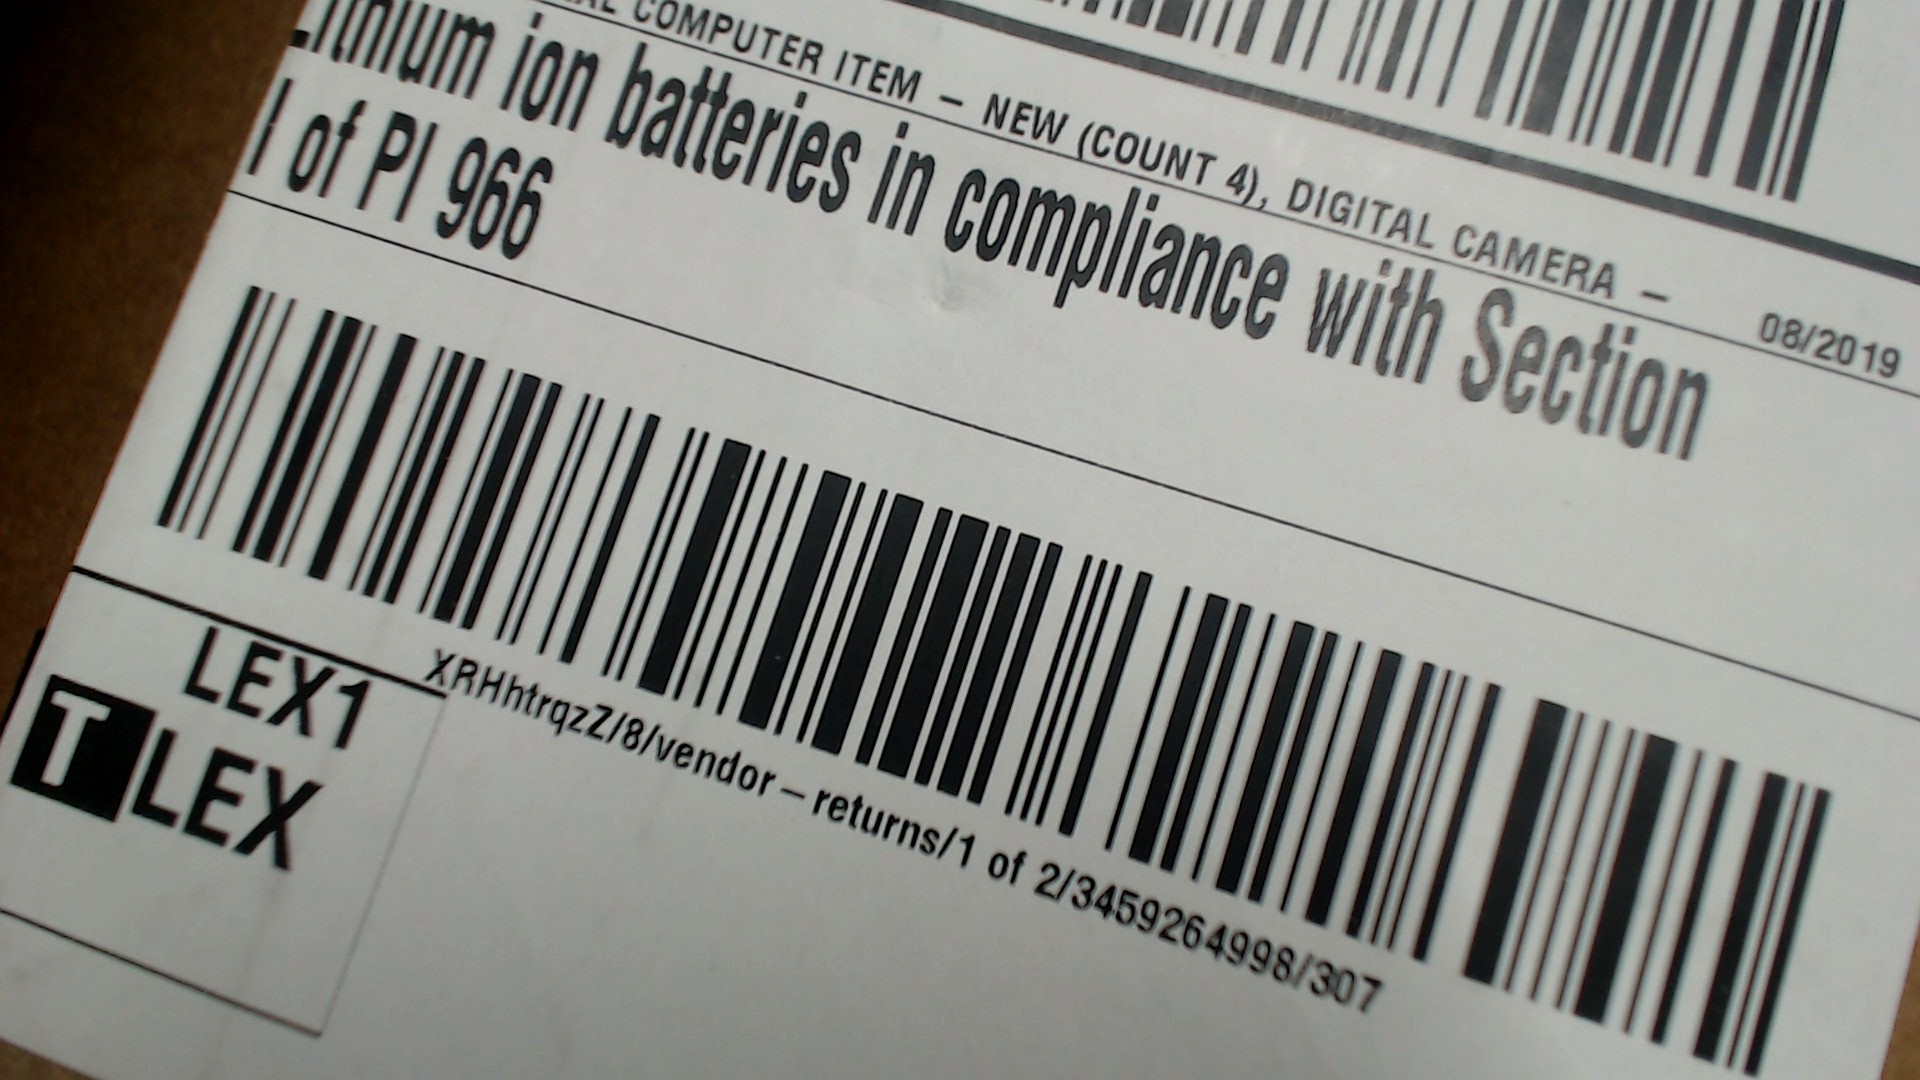 COMPUTER ITEM – NEW (COUNT 4), DIGITAL CAMERA –
08/2019
Lithium ion batteries in compliance with Section
I of PI 966
LEX1
T LEX
XRHhtrqzZ/8/vendor – returns/1 of 2/3459264998/307